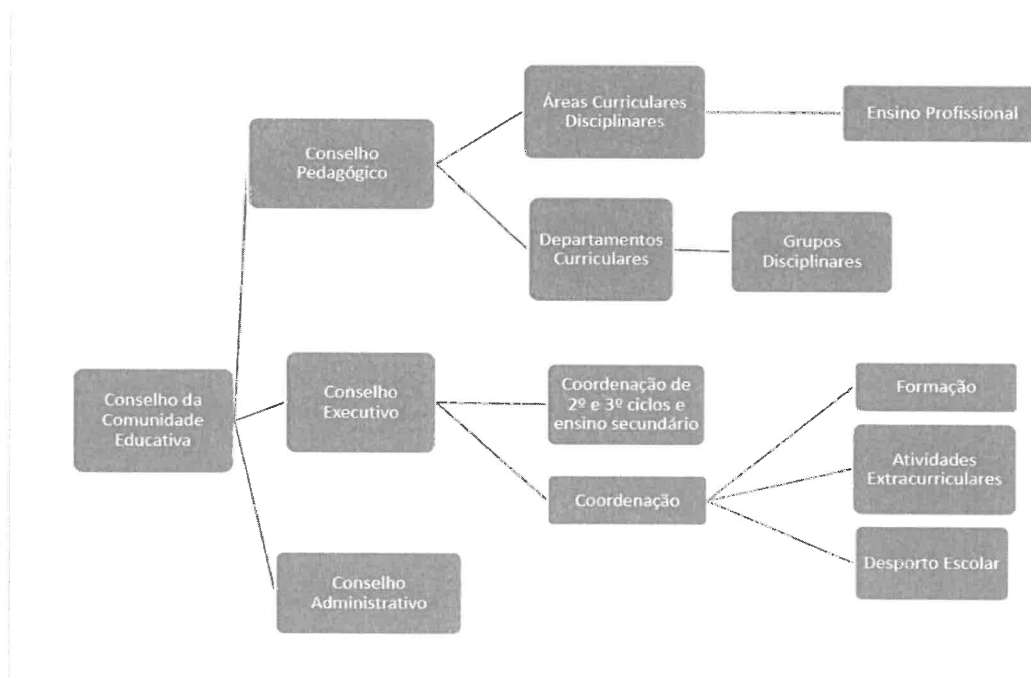 Conselho da
Comunidade
Educativa
Conselho
Pedagógico
Áreas Curriculares
Disciplinares
Ensino Profissional
Departamentos
Curriculares
Grupos
Disciplinares
Conselho
Executivo
Coordenação de
2º e 3º ciclos e
ensino secundário
Coordenação
Formação
Atividades
Extracurriculares
Desporto Escolar
Conselho
Administrativo